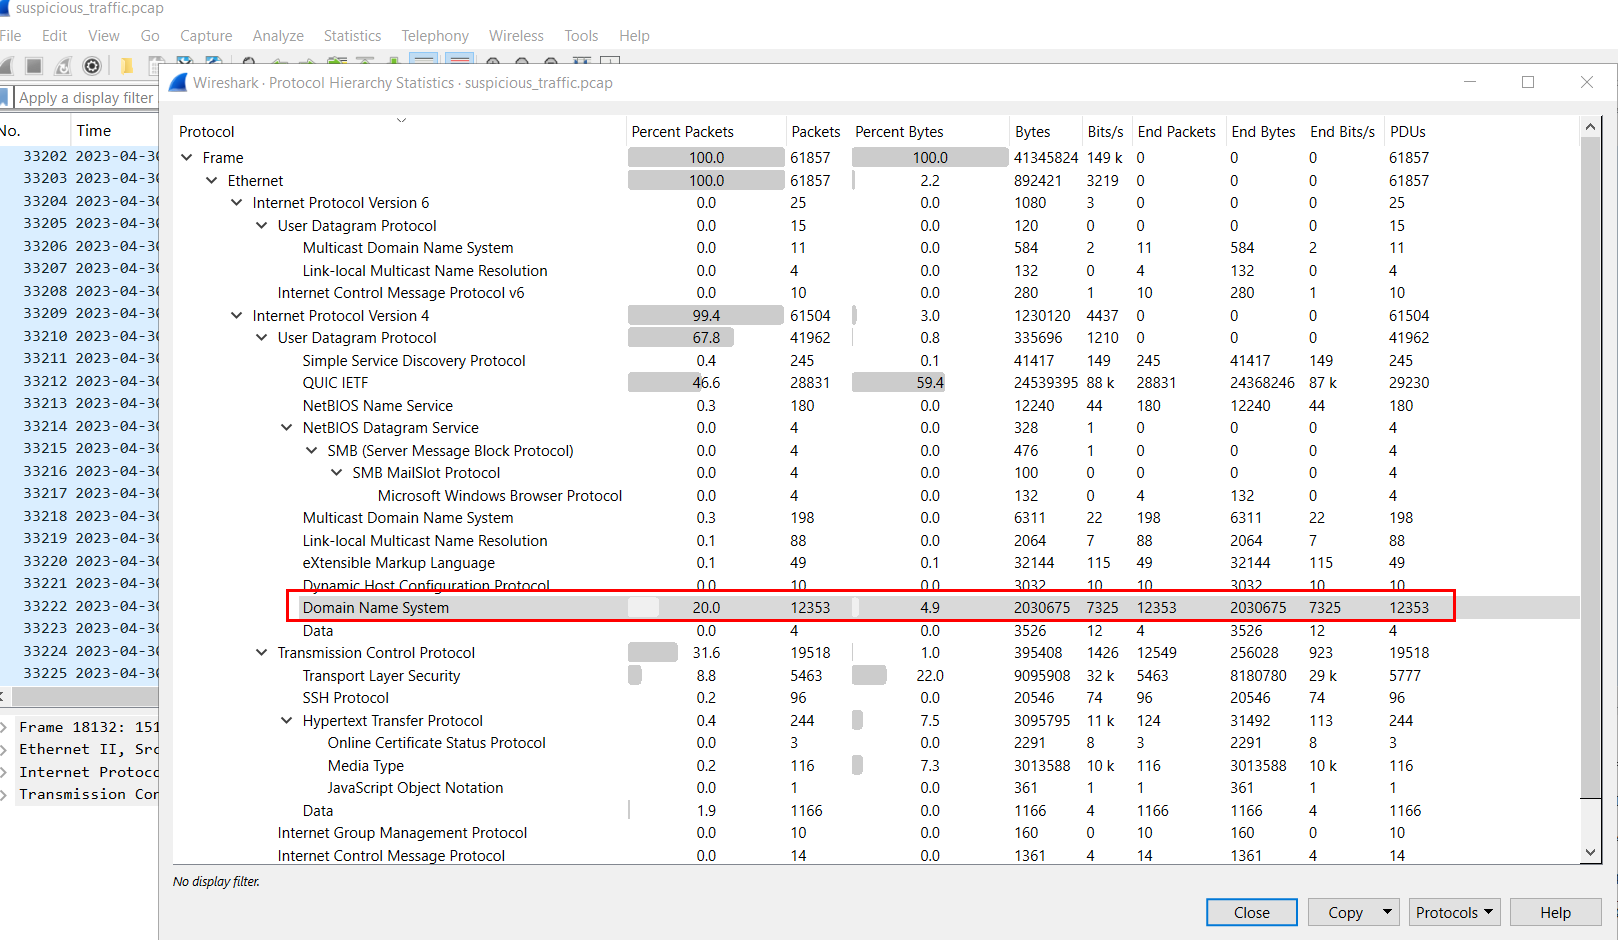 suspicious_traffic.pcap
File Edit View Go Capture Analyze Statistics Telephony Wireless Tools Help
Wireshark · Protocol Hierarchy Statistics · suspicious_traffic.pcap
Apply a display filter
No. Time
33202 2023-04-30
33203 2023-04-30
33204 2023-04-30
33205 2023-04-30
33206 2023-04-30
33207 2023-04-30
33208 2023-04-30
33209 2023-04-30
33210 2023-04-30
33211 2023-04-30
33212 2023-04-30
33213 2023-04-30
33214 2023-04-30
33215 2023-04-30
33216 2023-04-30
33217 2023-04-30
33218 2023-04-30
33219 2023-04-30
33220 2023-04-30
33221 2023-04-30
33222 2023-04-30
33223 2023-04-30
33224 2023-04-30
33225 2023-04-30
Frame 18132: 151
Ethernet II, Src
Internet Protoco
Transmission Con
Protocol Percent Packets Packets Percent Bytes Bytes Bits/s End Packets End Bytes End Bits/s PDUs
Frame 100.0 61857 100.0 41345824 149 k 0 0 0 61857
Ethernet 100.0 61857 2.2 892421 3219 0 0 0 61857
Internet Protocol Version 6 0.0 25 0.0 1080 3 0 0 0 25
User Datagram Protocol 0.0 15 0.0 120 0 0 0 0 15
Multicast Domain Name System 0.0 11 0.0 584 2 11 584 2 11
Link-local Multicast Name Resolution 0.0 4 0.0 132 0 4 132 0 4
Internet Control Message Protocol v6 0.0 10 0.0 280 1 10 280 1 10
Internet Protocol Version 4 99.4 61504 3.0 1230120 4437 0 0 0 61504
User Datagram Protocol 67.8 41962 0.8 335696 1210 0 0 0 41962
Simple Service Discovery Protocol 0.4 245 0.1 41417 149 245 41417 149 245
QUIC IETF 46.6 28831 59.4 24539395 88 k 28831 24368246 87 k 29230
NetBIOS Name Service 0.3 180 0.0 12240 44 180 12240 44 180
NetBIOS Datagram Service 0.0 4 0.0 328 1 0 0 0 4
SMB (Server Message Block Protocol) 0.0 4 0.0 476 1 0 0 0 4
SMB MailSlot Protocol 0.0 4 0.0 100 0 0 0 0 4
Microsoft Windows Browser Protocol 0.0 4 0.0 132 0 4 132 0 4
Multicast Domain Name System 0.3 198 0.0 6311 22 198 6311 22 198
Link-local Multicast Name Resolution 0.1 88 0.0 2064 7 88 2064 7 88
eXtensible Markup Language 0.1 49 0.1 32144 115 49 32144 115 49
Dynamic Host Configuration Protocol 0.0 10 0.0 3032 10 10 3032 10 10
Domain Name System 20.0 12353 4.9 2030675 7325 12353 2030675 7325 12353
Data 0.0 4 0.0 3526 12 4 3526 12 4
Transmission Control Protocol 31.6 19518 1.0 395408 1426 12549 256028 923 19518
Transport Layer Security 8.8 5463 22.0 9095908 32 k 5463 8180780 29 k 5777
SSH Protocol 0.2 96 0.0 20546 74 96 20546 74 96
Hypertext Transfer Protocol 0.4 244 7.5 3095795 11 k 124 31492 113 244
Online Certificate Status Protocol 0.0 3 0.0 2291 8 3 2291 8 3
Media Type 0.2 116 7.3 3013588 10 k 116 3013588 10 k 116
JavaScript Object Notation 0.0 1 0.0 361 1 1 361 1 1
Data 1.9 1166 0.0 1166 4 1166 1166 4 1166
Internet Group Management Protocol 0.0 10 0.0 160 0 10 160 0 10
Internet Control Message Protocol 0.0 14 0.0 1361 4 14 1361 4 14
No display filter.
Close Copy Protocols Help